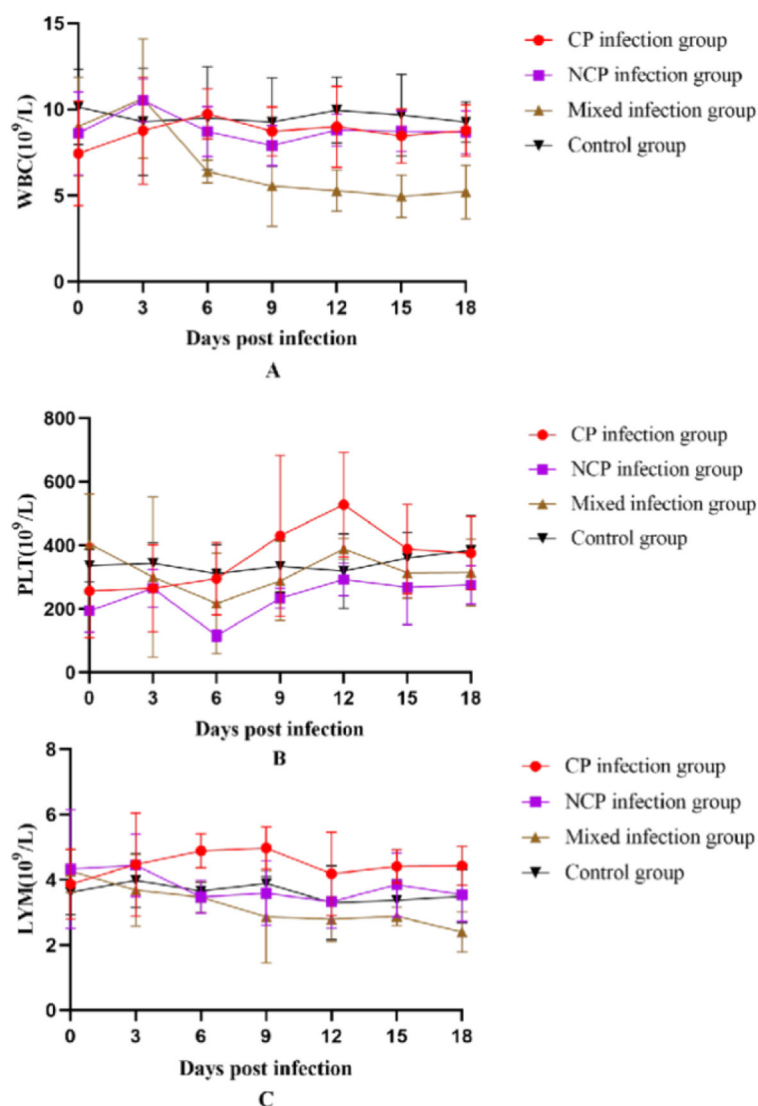 WBC(10⁹/L)
15
10
5
0
0 3 6 9 12 15 18
Days post infection
A
CP infection group
NCP infection group
Mixed infection group
Control group
PLT(10⁹/L)
800
600
400
200
0
0 3 6 9 12 15 18
Days post infection
B
CP infection group
NCP infection group
Mixed infection group
Control group
LYM(10⁹/L)
8
6
4
2
0
0 3 6 9 12 15 18
Days post infection
C
CP infection group
NCP infection group
Mixed infection group
Control group